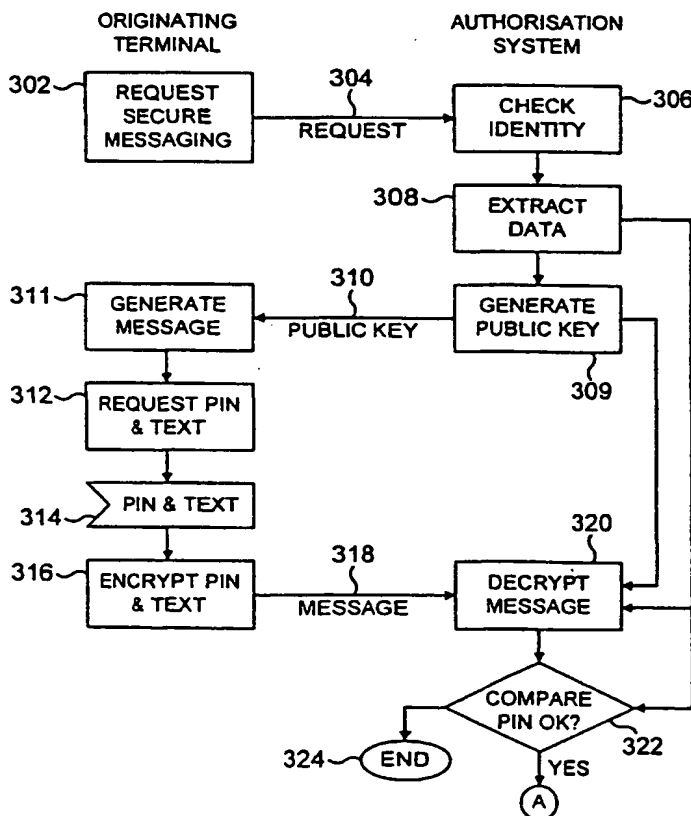 ORIGINATING
TERMINAL
AUTHORISATION
SYSTEM
302
REQUEST
SECURE
MESSAGING
304
REQUEST
CHECK
IDENTITY
306
308
EXTRACT
DATA
311
GENERATE
MESSAGE
310
PUBLIC KEY
GENERATE
PUBLIC KEY
309
312
REQUEST PIN
& TEXT
314
PIN & TEXT
316
ENCRYPT PIN
& TEXT
318
MESSAGE
320
DECRYPT
MESSAGE
COMPARE
PIN OK?
322
324
END
YES
A